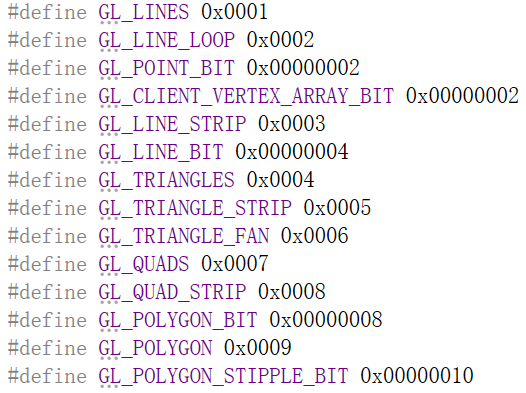 #define GL_LINES 0x0001
#define GL_LINE_LOOP 0x0002
#define GL_POINT_BIT 0x00000002
#define GL_CLIENT_VERTEX_ARRAY_BIT 0x00000002
#define GL_LINE_STRIP 0x0003
#define GL_LINE_BIT 0x00000004
#define GL_TRIANGLES 0x0004
#define GL_TRIANGLE_STRIP 0x0005
#define GL_TRIANGLE_FAN 0x0006
#define GL_QUADS 0x0007
#define GL_QUAD_STRIP 0x0008
#define GL_POLYGON_BIT 0x00000008
#define GL_POLYGON 0x0009
#define GL_POLYGON_STIPPLE_BIT 0x00000010